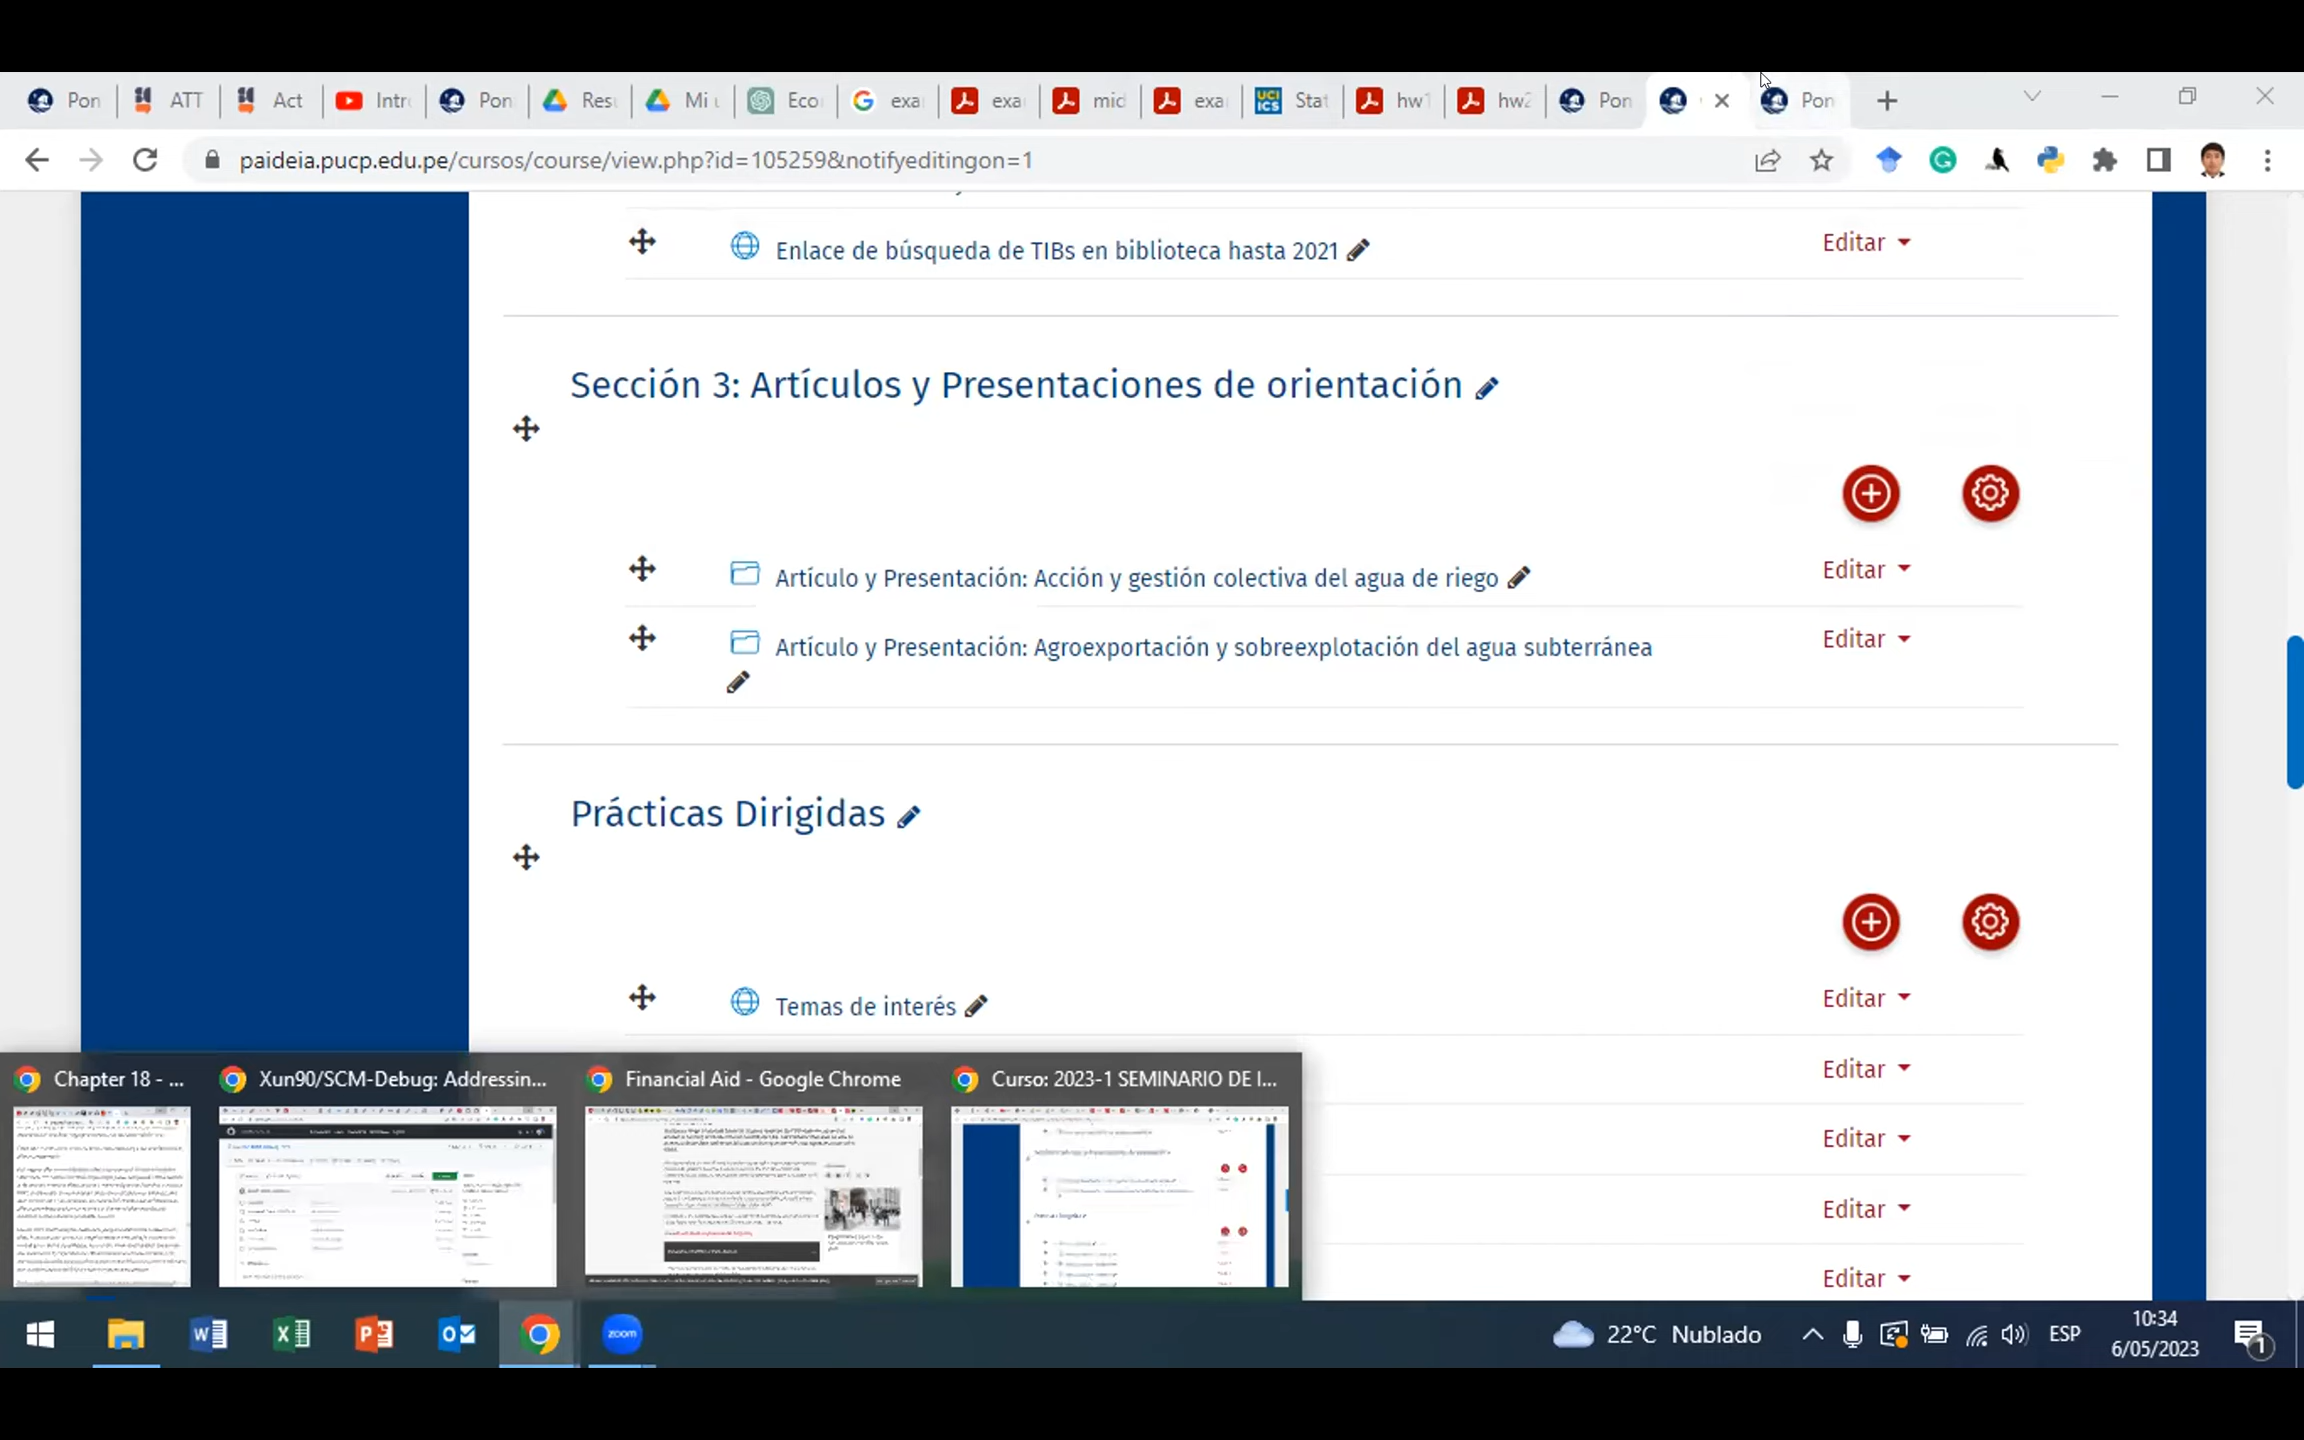 Pon
ATT
Act
Intr
Pon
Res
Mi u
Eco
exa
exa
mid
exa
UCI ICS
Stat
hw1
hw2
Pon
Pon
paideia.pucp.edu.pe/cursos/course/view.php?id=105259&notifyeditingon=1
Enlace de búsqueda de TIBs en biblioteca hasta 2021
Editar
Sección 3: Artículos y Presentaciones de orientación
Artículo y Presentación: Acción y gestión colectiva del agua de riego
Editar
Artículo y Presentación: Agroexportación y sobreexplotación del agua subterránea
Editar
Prácticas Dirigidas
Temas de interés
Editar
Editar
Editar
Editar
Editar
Chapter 18 - ...
Xun90/SCM-Debug: Addressin...
Financial Aid - Google Chrome
Curso: 2023-1 SEMINARIO DE I...
zoom
22°C Nublado
ESP
10:34
6/05/2023
1